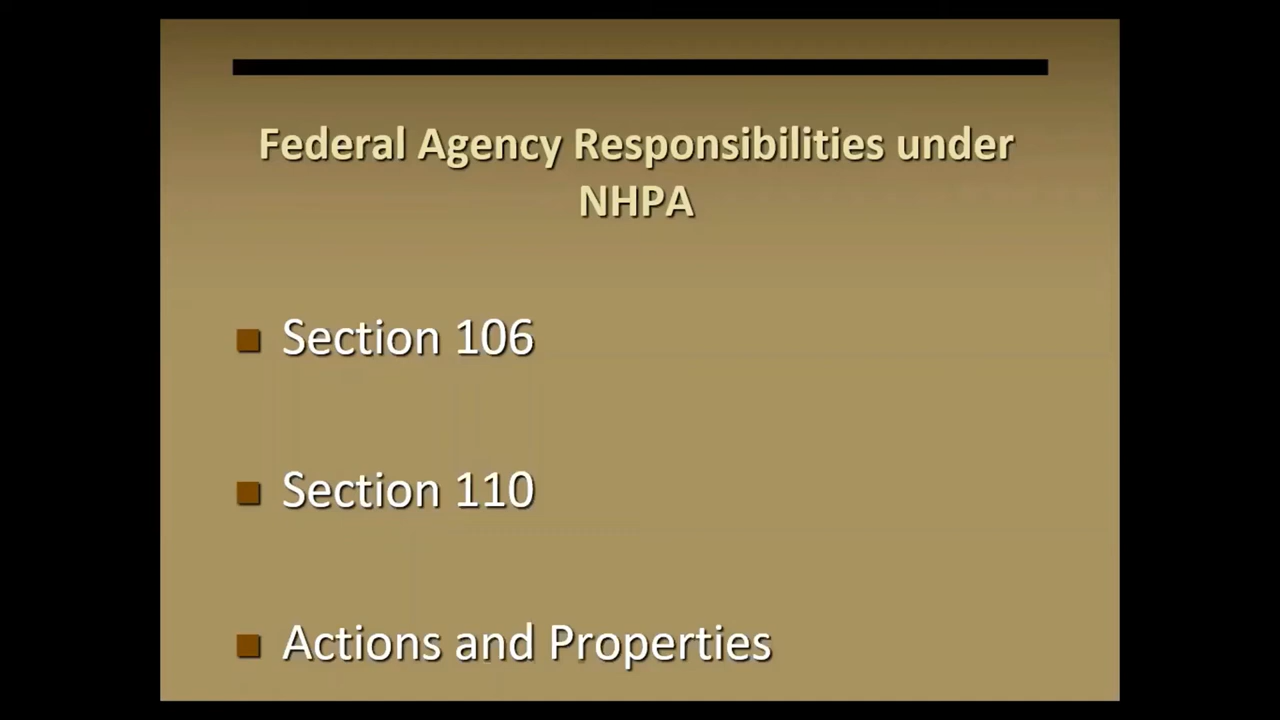 Federal Agency Responsibilities under
NHPA
Section 106
Section 110
Actions and Properties